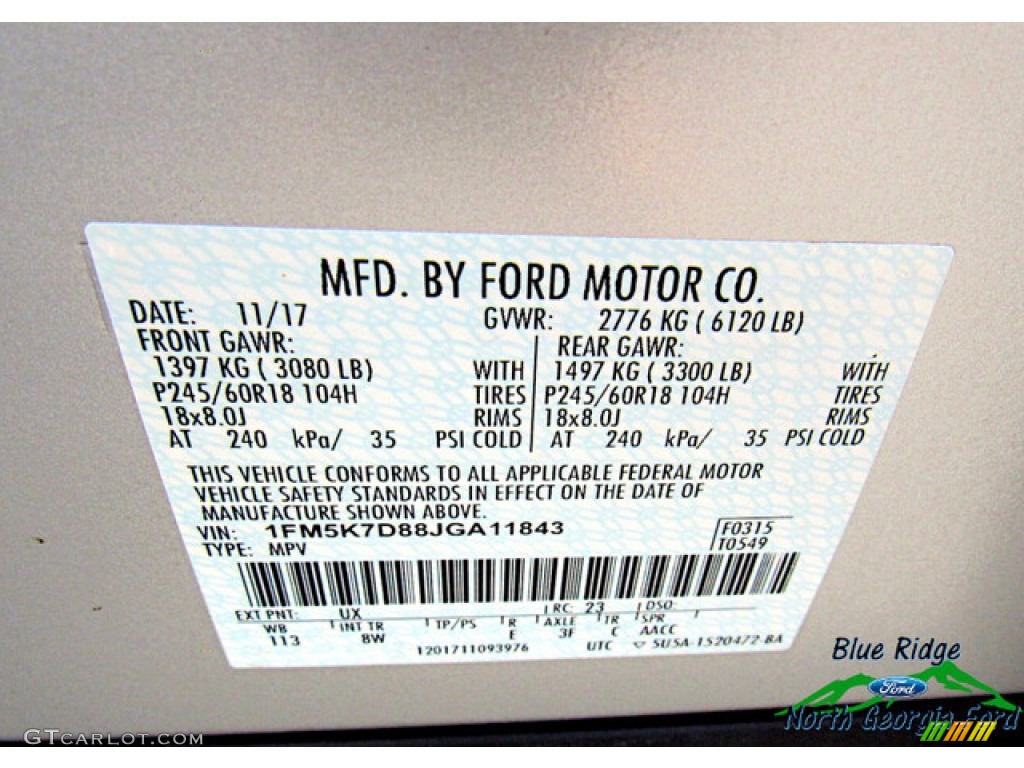 MFD. BY FORD MOTOR CO.
DATE: 11/17 GVWR: 2776 KG ( 6120 LB)
FRONT GAWR: REAR GAWR:
1397 KG ( 3080 LB) WITH 1497 KG ( 3300 LB) WITH
P245/60R18 104H TIRES P245/60R18 104H TIRES
18x8.0J RIMS 18x8.0J RIMS
AT 240 kPa/ 35 PSI COLD AT 240 kPa/ 35 PSI COLD
THIS VEHICLE CONFORMS TO ALL APPLICABLE FEDERAL MOTOR
VEHICLE SAFETY STANDARDS IN EFFECT ON THE DATE OF
MANUFACTURE SHOWN ABOVE.
VIN: 1FM5K7D88JGA11843 F0315
TYPE: MPV T0549
EXT PNT: UX RC: 23 DSO:
WB INT TR TP/PS R AXLE TR SPR
113 8W E 3F C AACC
1201711093976 UTC 5U5A-1520472-BA
Blue Ridge
Ford
North Georgia Ford
GTCARLOT.COM